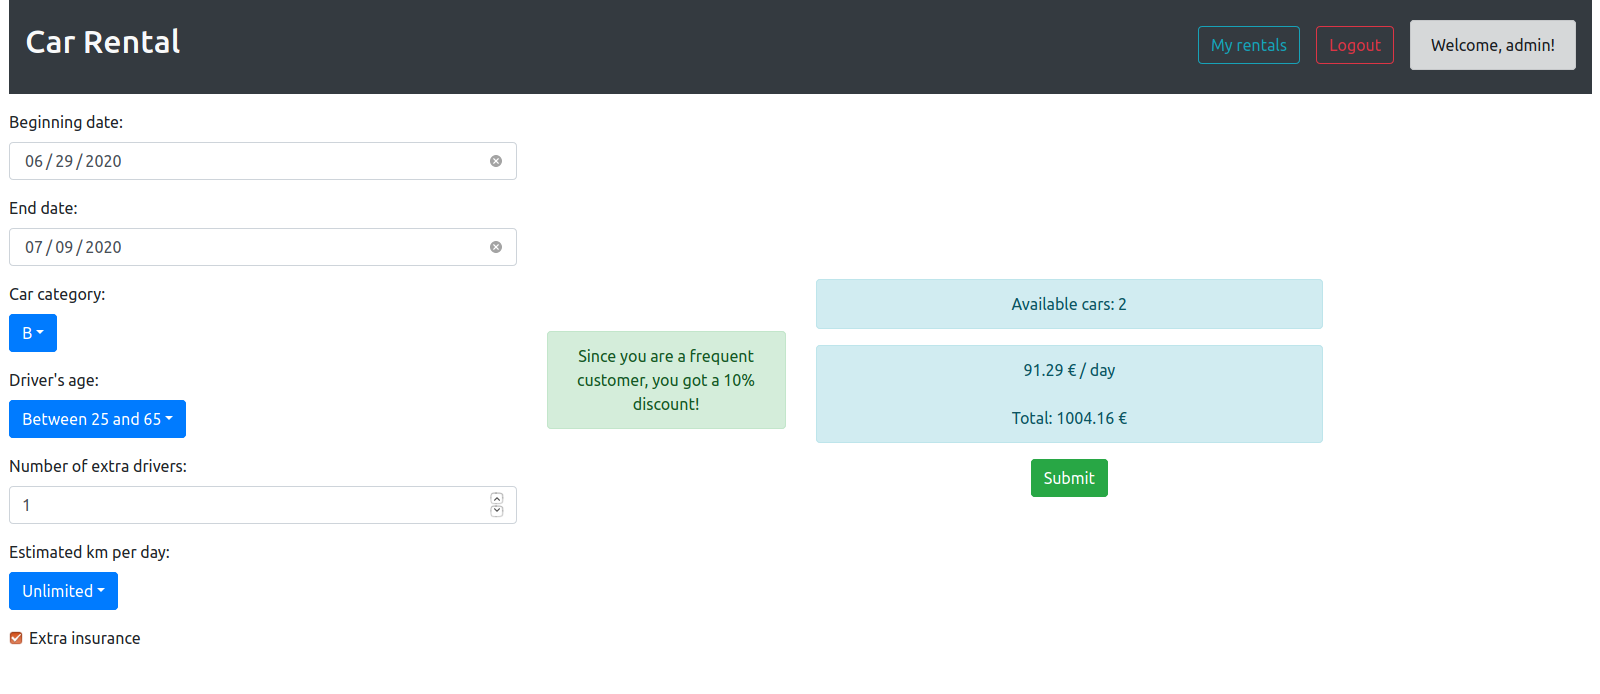 Car Rental
My rentals
Logout
Welcome, admin!
Beginning date:
06 / 29 / 2020
End date:
07 / 09 / 2020
Car category:
B
Driver's age:
Between 25 and 65
Number of extra drivers:
1
Estimated km per day:
Unlimited
Extra insurance
Since you are a frequent
customer, you got a 10%
discount!
Available cars: 2
91.29 € / day
Total: 1004.16 €
Submit